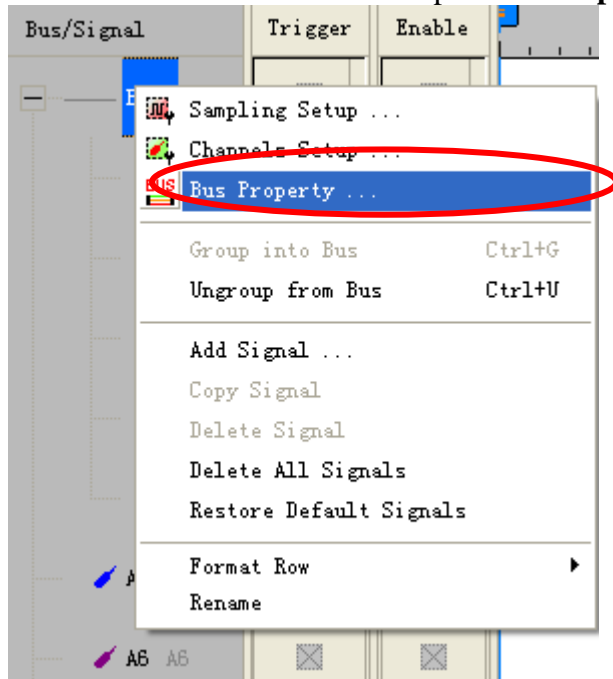 Bus/Signal Trigger Enable
Sampling Setup ...
Channels Setup ...
BUS Bus Property ...
Group into Bus Ctrl+G
Ungroup from Bus Ctrl+U
Add Signal ...
Copy Signal
Delete Signal
Delete All Signals
Restore Default Signals
Format Row
Rename
A6 A6